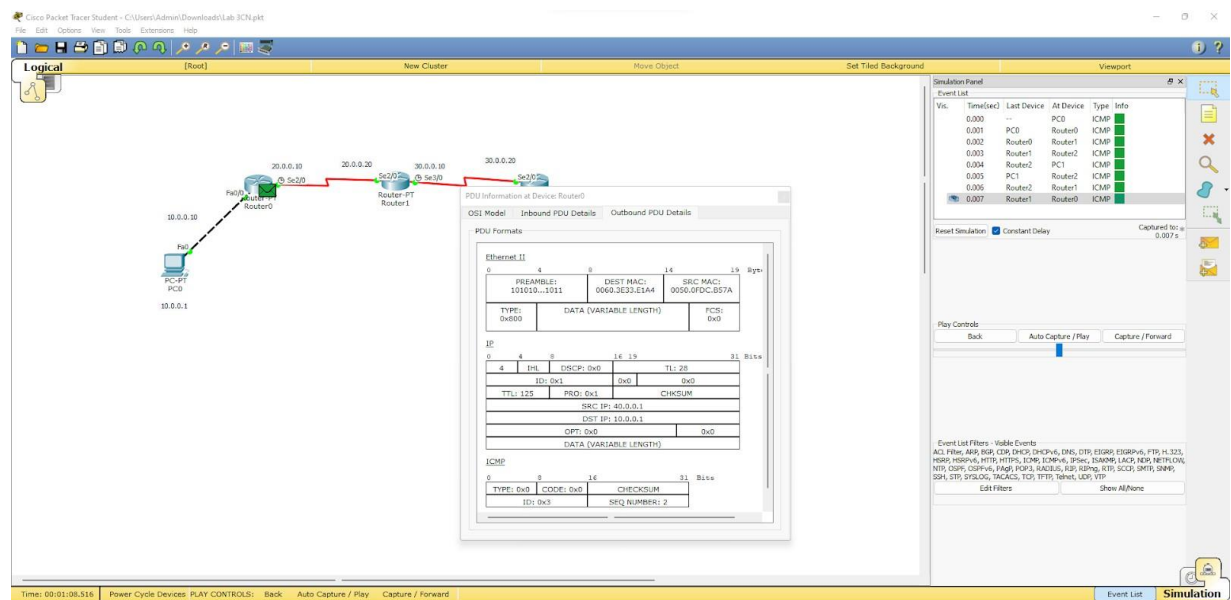 Cisco Packet Tracer Student - C:\Users\Admin\Downloads\Lab 3CN.pkt
File Edit Options View Tools Extensions Help
Logical [Root] New Cluster Move Object Set Tiled Background Viewport
20.0.0.10 20.0.0.20 30.0.0.10 30.0.0.20
Se2/0 Se2/0 Se3/0 Se2/0
Fa0/0
Router-PT
Router0
Router-PT
Router1
10.0.0.10
Fa0
PC-PT
PC0
10.0.0.1
PDU Information at Device: Router0
OSI Model Inbound PDU Details Outbound PDU Details
PDU Formats
Ethernet II
0 4 8 14 19 Byt
PREAMBLE: 101010...1011 DEST MAC: 0060.3E33.E1A4 SRC MAC: 0050.0FDC.B57A
TYPE: 0x800 DATA (VARIABLE LENGTH) FCS: 0x0
IP
0 4 8 16 19 31 Bits
4 IHL DSCP: 0x0 TL: 28
ID: 0x1 0x0 0x0
TTL: 125 PRO: 0x1 CHKSUM
SRC IP: 40.0.0.1
DST IP: 10.0.0.1
OPT: 0x0 0x0
DATA (VARIABLE LENGTH)
ICMP
0 8 16 31 Bits
TYPE: 0x0 CODE: 0x0 CHECKSUM
ID: 0x3 SEQ NUMBER: 2
Simulation Panel
Event List
Vis. Time(sec) Last Device At Device Type Info
0.000 -- PC0 ICMP
0.001 PC0 Router0 ICMP
0.002 Router0 Router1 ICMP
0.003 Router1 Router2 ICMP
0.004 Router2 PC1 ICMP
0.005 PC1 Router2 ICMP
0.006 Router2 Router1 ICMP
0.007 Router1 Router0 ICMP
Reset Simulation Constant Delay Captured to:
0.007 s
Play Controls
Back Auto Capture / Play Capture / Forward
Event List Filters - Visible Events
ACL Filter, ARP, BGP, CDP, DHCP, DHCPv6, DNS, DTP, EIGRP, EIGRPv6, FTP, H.323,
HSRP, HSRPv6, HTTP, HTTPS, ICMP, ICMPv6, IPSec, ISAKMP, LACP, NDP, NETFLOW,
NTP, OSPF, OSPFv6, PAgP, POP3, RADIUS, RIP, RIPng, RTP, SCCP, SMTP, SNMP,
SSH, STP, SYSLOG, TACACS, TCP, TFTP, Telnet, UDP, VTP
Edit Filters Show All/None
Time: 00:01:08.516 Power Cycle Devices PLAY CONTROLS: Back Auto Capture / Play Capture / Forward Event List Simulation